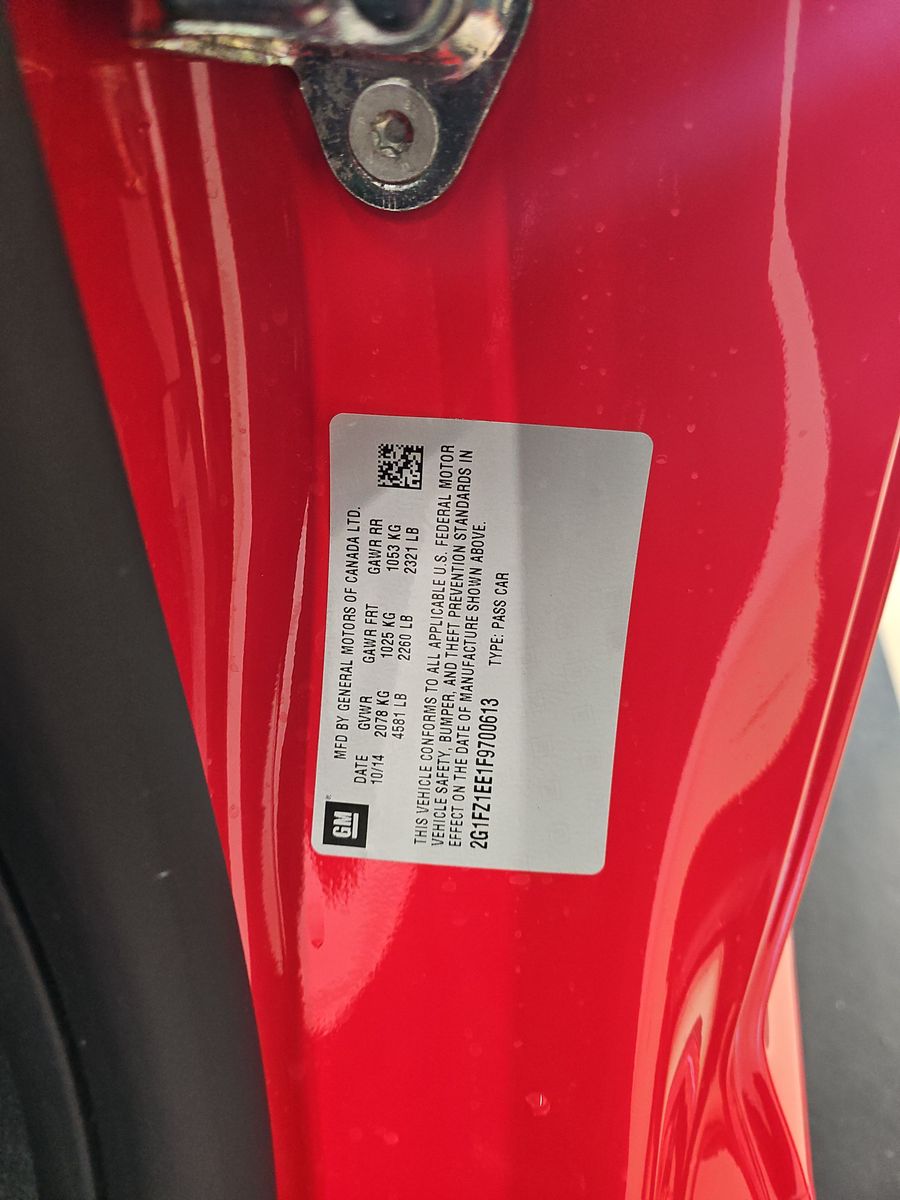 GM
MFD BY GENERAL MOTORS OF CANADA LTD.
DATE GVWR GAWR FRT GAWR RR
10/14 2078 KG 1025 KG 1053 KG
4581 LB 2260 LB 2321 LB
THIS VEHICLE CONFORMS TO ALL APPLICABLE U.S. FEDERAL MOTOR
VEHICLE SAFETY, BUMPER, AND THEFT PREVENTION STANDARDS IN
EFFECT ON THE DATE OF MANUFACTURE SHOWN ABOVE.
2G1FZ1EE1F9700613 TYPE: PASS CAR